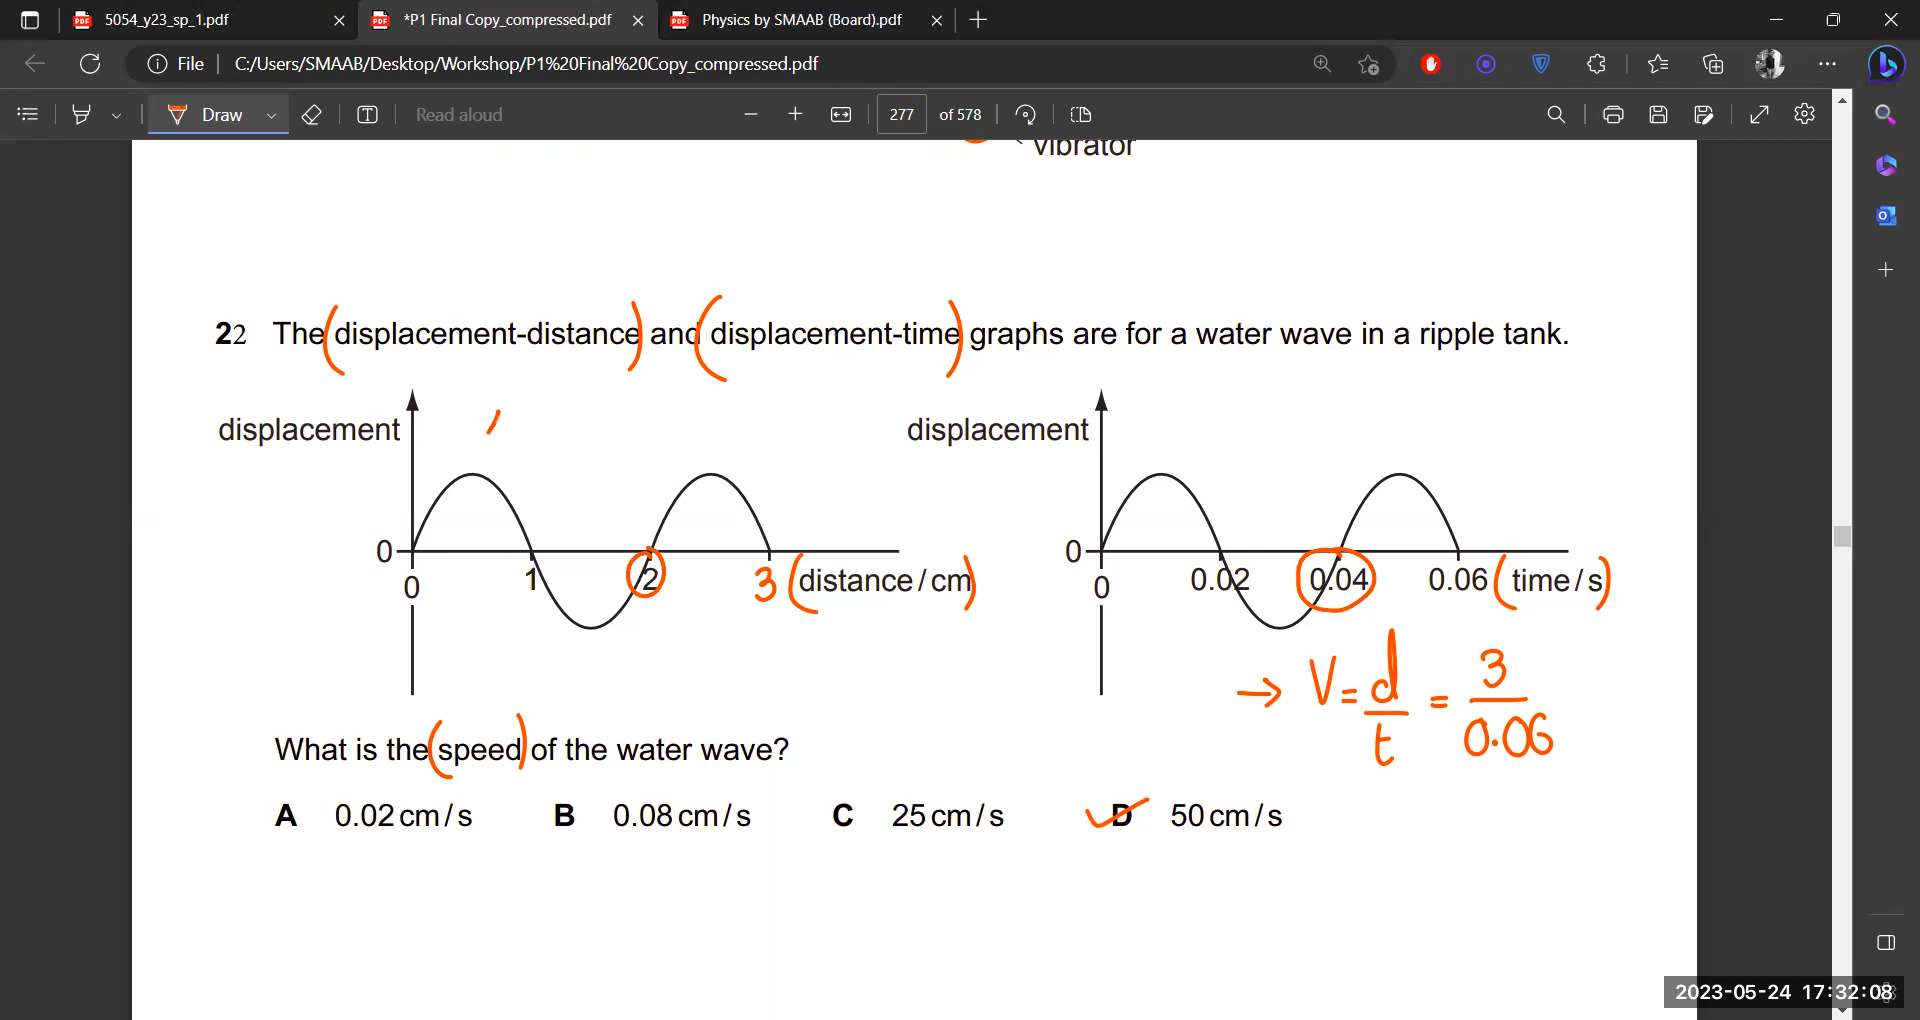 5054_y23_sp_1.pdf
*P1 Final Copy_compressed.pdf
Physics by SMAAB (Board).pdf
File
C:/Users/SMAAB/Desktop/Workshop/P1%20Final%20Copy_compressed.pdf
Draw
Read aloud
277 of 578
vibrator
22 The (displacement-distance) and (displacement-time) graphs are for a water wave in a ripple tank.
displacement
0
0 1 2 3 (distance / cm)
displacement
0
0 0.02 0.04 0.06 (time / s)
→ V = d/t = 3/0.06
What is the (speed) of the water wave?
A 0.02 cm / s B 0.08 cm / s C 25 cm / s D 50 cm / s
2023-05-24 17:32:08